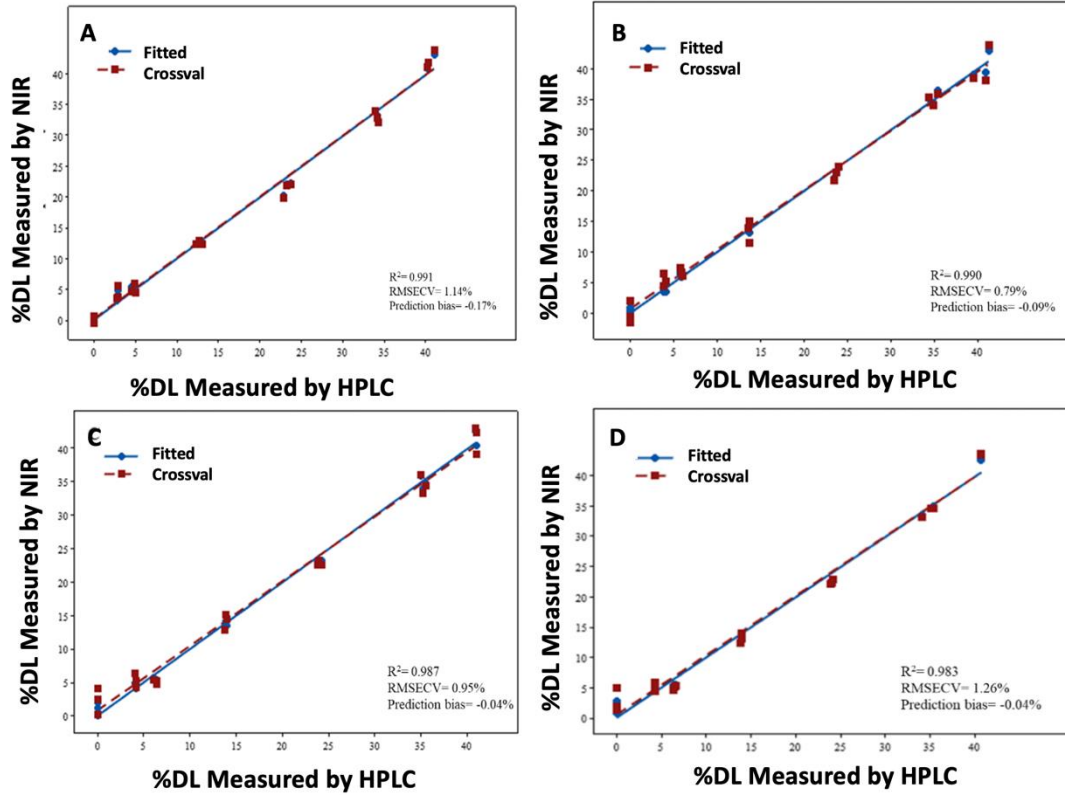 A
Fitted
Crossval
%DL Measured by NIR
40
35
30
25
20
15
10
5
0
0 5 10 15 20 25 30 35 40
R²= 0.991
RMSECV= 1.14%
Prediction bias= -0.17%
%DL Measured by HPLC
B
Fitted
Crossval
%DL Measured by NIR
40
35
30
25
20
15
10
5
0
0 5 10 15 20 25 30 35 40
R²= 0.990
RMSECV= 0.79%
Prediction bias= -0.09%
%DL Measured by HPLC
C
Fitted
Crossval
%DL Measured by NIR
40
35
30
25
20
15
10
5
0
0 5 10 15 20 25 30 35 40
R²= 0.987
RMSECV= 0.95%
Prediction bias= -0.04%
%DL Measured by HPLC
D
Fitted
Crossval
%DL Measured by NIR
40
35
30
25
20
15
10
5
0
0 5 10 15 20 25 30 35 40
R²= 0.983
RMSECV= 1.26%
Prediction bias= -0.04%
%DL Measured by HPLC